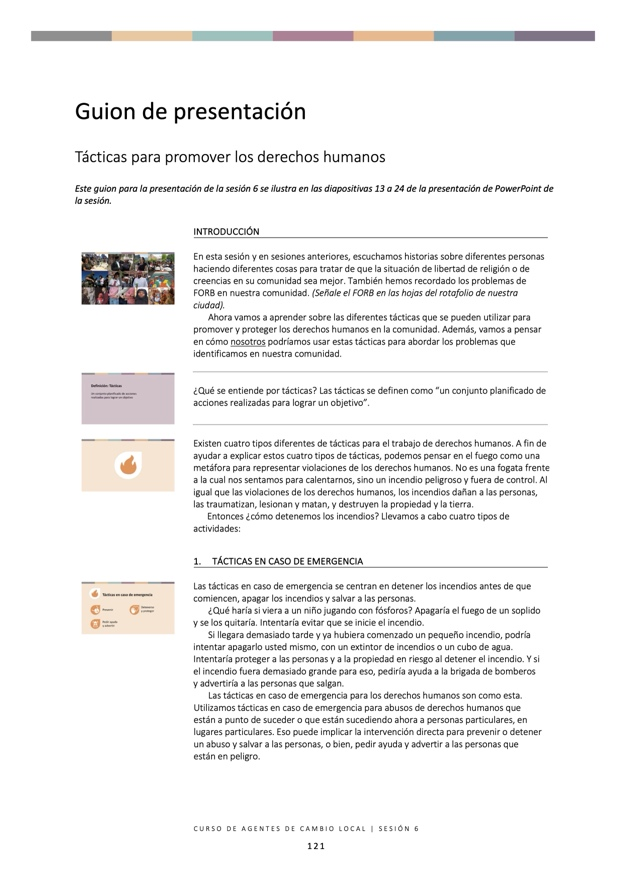 Guion de presentación
Tácticas para promover los derechos humanos
Este guion para la presentación de la sesión 6 se ilustra en las diapositivas 13 a 24 de la presentación de PowerPoint de
la sesión.
INTRODUCCIÓN
En esta sesión y en sesiones anteriores, escuchamos historias sobre diferentes personas
haciendo diferentes cosas para tratar de que la situación de libertad de religión o de
creencias en su comunidad sea mejor. También hemos recordado los problemas de
FORB en nuestra comunidad. (Señale el FORB en las hojas del rotafolio de nuestra
ciudad).
Ahora vamos a aprender sobre las diferentes tácticas que se pueden utilizar para
promover y proteger los derechos humanos en la comunidad. Además, vamos a pensar
en cómo nosotros podríamos usar estas tácticas para abordar los problemas que
identificamos en nuestra comunidad.
Definición: Tácticas
Un conjunto planificado de acciones
realizadas para lograr un objetivo.
¿Qué se entiende por tácticas? Las tácticas se definen como “un conjunto planificado de
acciones realizadas para lograr un objetivo”.
Existen cuatro tipos diferentes de tácticas para el trabajo de derechos humanos. A fin de
ayudar a explicar estos cuatro tipos de tácticas, podemos pensar en el fuego como una
metáfora para representar violaciones de los derechos humanos. No es una fogata frente
a la cual nos sentamos para calentarnos, sino un incendio peligroso y fuera de control. Al
igual que las violaciones de los derechos humanos, los incendios dañan a las personas,
las traumatizan, lesionan y matan, y destruyen la propiedad y la tierra.
Entonces ¿cómo detenemos los incendios? Llevamos a cabo cuatro tipos de
actividades:
1. TÁCTICAS EN CASO DE EMERGENCIA
Tácticas en caso de emergencia
Las tácticas en caso de emergencia se centran en detener los incendios antes de que
comiencen, apagar los incendios y salvar a las personas.
¿Qué haría si viera a un niño jugando con fósforos? Apagaría el fuego de un soplido
y se los quitaría. Intentaría evitar que se inicie el incendio.
Si llegara demasiado tarde y ya hubiera comenzado un pequeño incendio, podría
intentar apagarlo usted mismo, con un extintor de incendios o un cubo de agua.
Intentaría proteger a las personas y a la propiedad en riesgo al detener el incendio. Y si
el incendio fuera demasiado grande para eso, pediría ayuda a la brigada de bomberos
y advertiría a las personas que salgan.
Las tácticas en caso de emergencia para los derechos humanos son como esta.
Utilizamos tácticas en caso de emergencia para abusos de derechos humanos que
están a punto de suceder o que están sucediendo ahora a personas particulares, en
lugares particulares. Eso puede implicar la intervención directa para prevenir o detener
un abuso y salvar a las personas, o bien, pedir ayuda y advertir a las personas que
están en peligro.
CURSO DE AGENTES DE CAMBIO LOCAL | SESIÓN 6
121